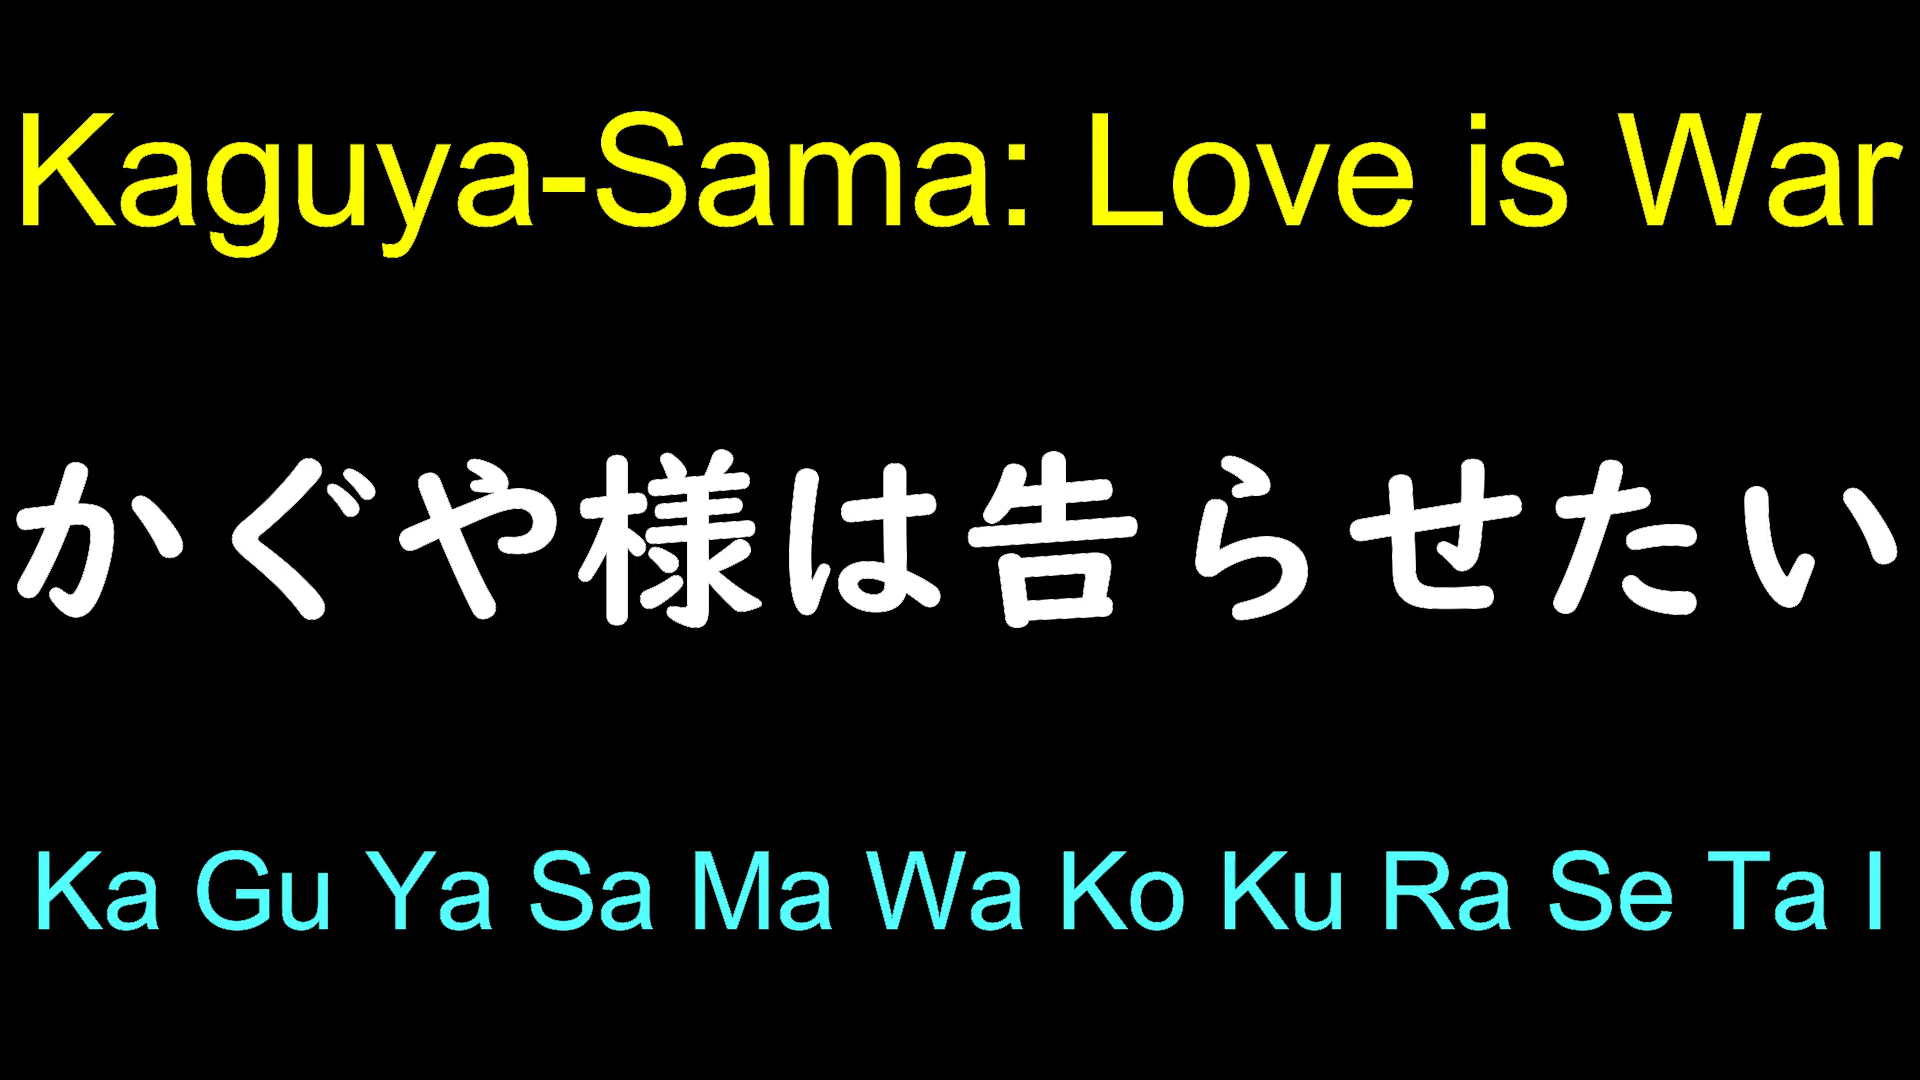 Kaguya-Sama: Love is War
かぐや様は告らせたい
Ka Gu Ya Sa Ma Wa Ko Ku Ra Se Ta I